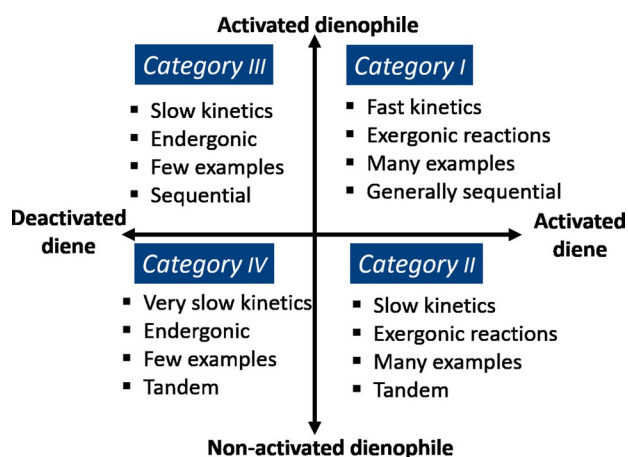 Activated dienophile
Category III
▪ Slow kinetics
▪ Endergonic
▪ Few examples
▪ Sequential
Category I
▪ Fast kinetics
▪ Exergonic reactions
▪ Many examples
▪ Generally sequential
Deactivated
diene
Activated
diene
Category IV
▪ Very slow kinetics
▪ Endergonic
▪ Few examples
▪ Tandem
Category II
▪ Slow kinetics
▪ Exergonic reactions
▪ Many examples
▪ Tandem
Non-activated dienophile